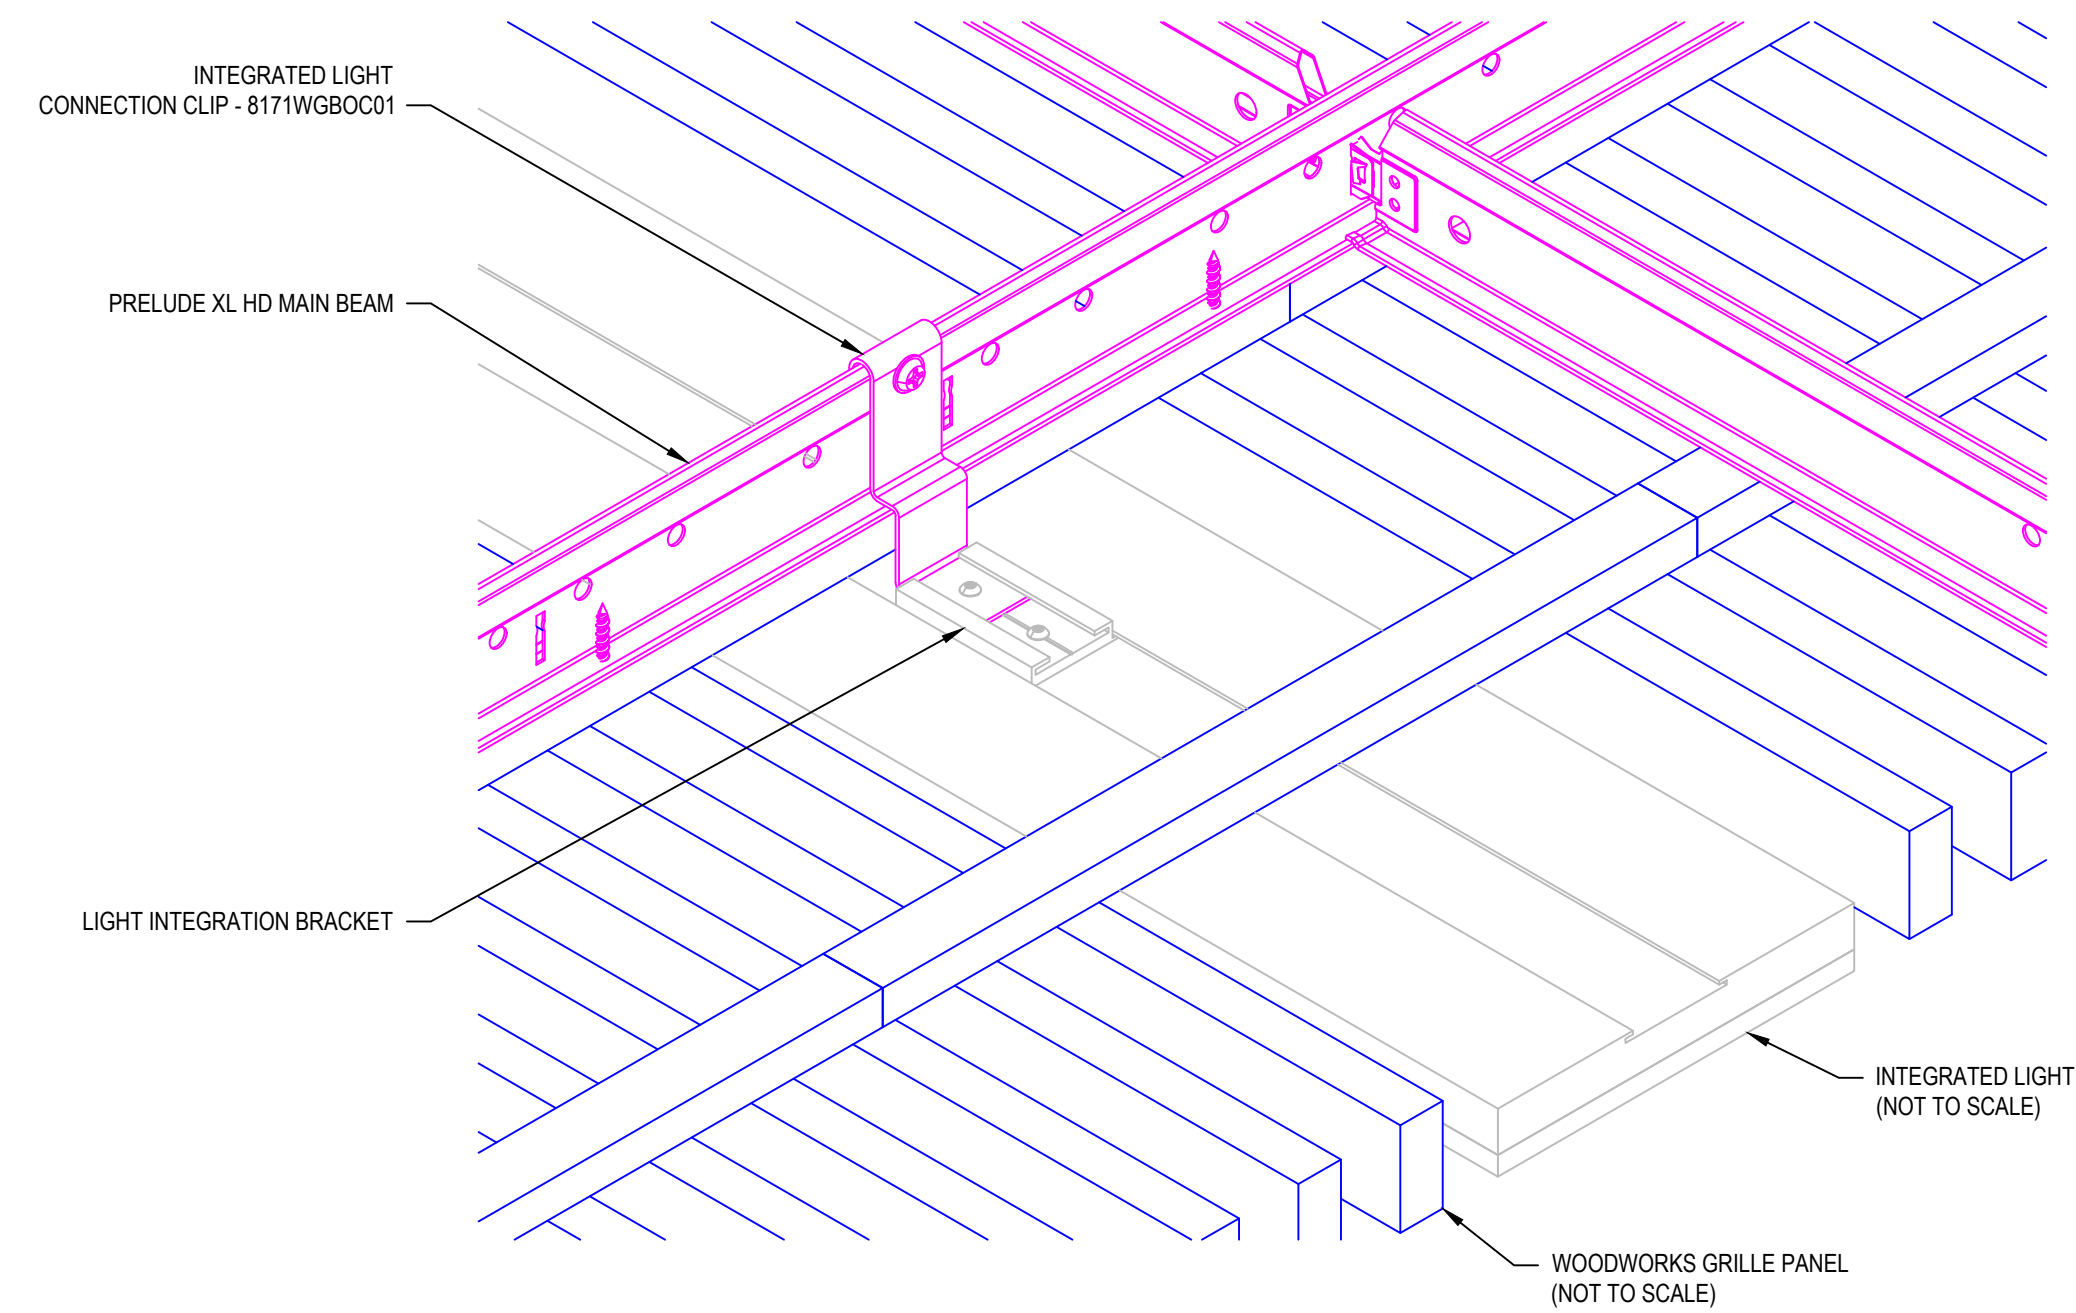 INTEGRATED LIGHT
CONNECTION CLIP - 8171WGBOC01
PRELUDE XL HD MAIN BEAM
LIGHT INTEGRATION BRACKET
INTEGRATED LIGHT
(NOT TO SCALE)
WOODWORKS GRILLE PANEL
(NOT TO SCALE)